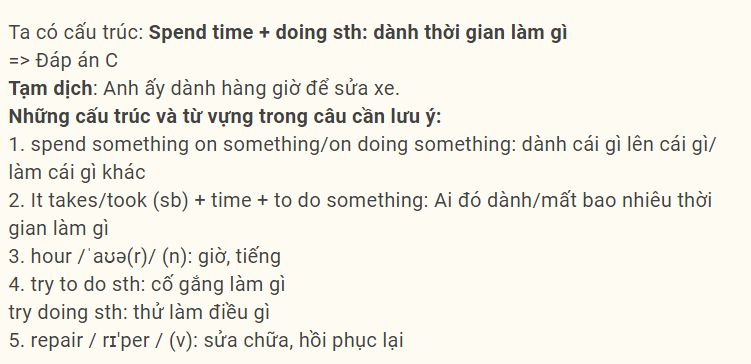 Ta có cấu trúc: Spend time + doing sth: dành thời gian làm gì
=> Đáp án C
Tạm dịch: Anh ấy dành hàng giờ để sửa xe.
Những cấu trúc và từ vựng trong câu cần lưu ý:
1. spend something on something/on doing something: dành cái gì lên cái gì/
làm cái gì khác
2. It takes/took (sb) + time + to do something: Ai đó dành/mất bao nhiêu thời
gian làm gì
3. hour /ˈaʊə(r)/ (n): giờ, tiếng
4. try to do sth: cố gắng làm gì
try doing sth: thử làm điều gì
5. repair / rɪ'per / (v): sửa chữa, hồi phục lại